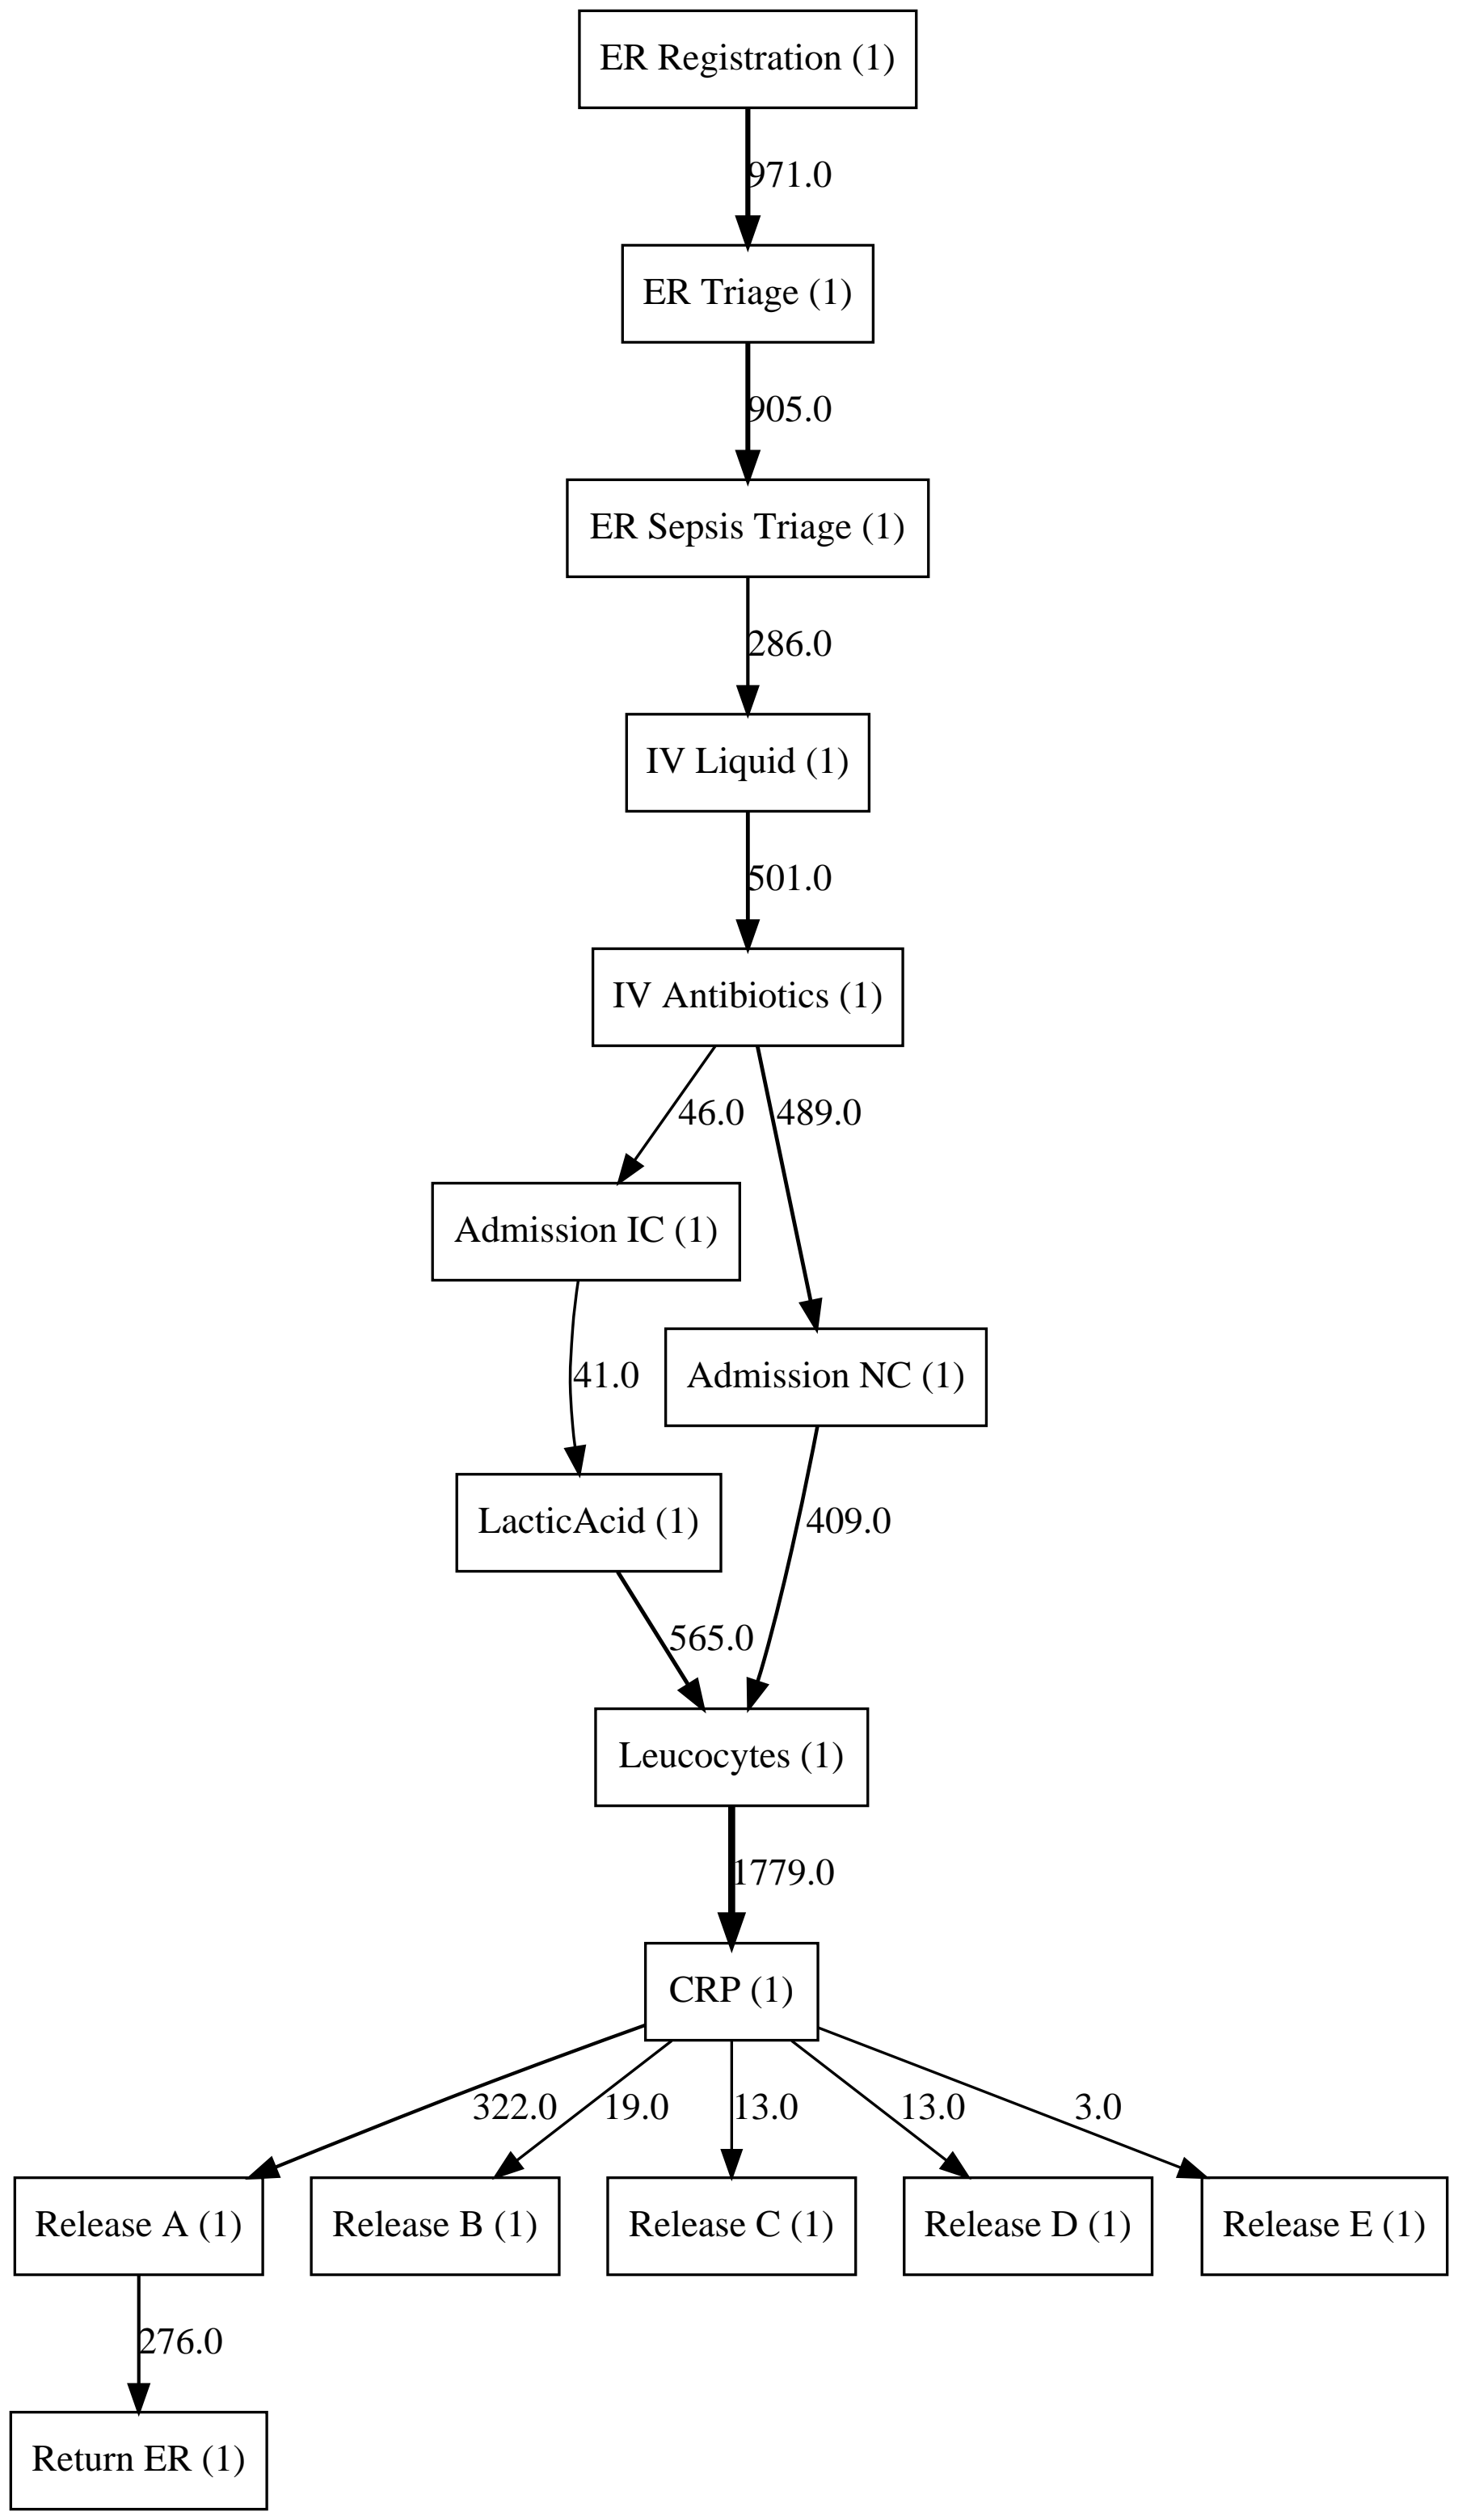 ER Registration (1)
971.0
ER Triage (1)
905.0
ER Sepsis Triage (1)
286.0
IV Liquid (1)
501.0
IV Antibiotics (1)
46.0
489.0
Admission IC (1)
41.0
Admission NC (1)
LacticAcid (1)
409.0
565.0
Leucocytes (1)
1779.0
CRP (1)
322.0
19.0
13.0
13.0
3.0
Release A (1)
Release B (1)
Release C (1)
Release D (1)
Release E (1)
276.0
Return ER (1)